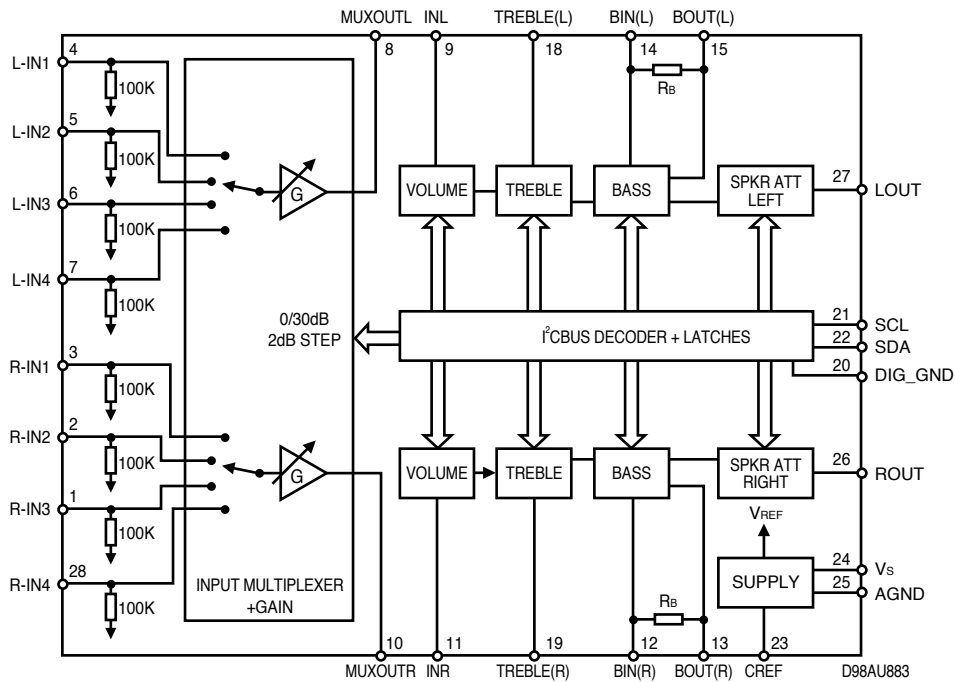 MUXOUTL INL TREBLE(L) BIN(L) BOUT(L)
8 9 18 14 15
L-IN1 4
100K
L-IN2 5
100K
L-IN3 6
100K
L-IN4 7
100K
G
RB
VOLUME TREBLE BASS SPKR ATT
LEFT
27 LOUT
0/30dB
2dB STEP
I²CBUS DECODER + LATCHES
21 SCL
22 SDA
20 DIG_GND
R-IN1 3
100K
R-IN2 2
100K
R-IN3 1
100K
R-IN4 28
100K
G
VOLUME TREBLE BASS SPKR ATT
RIGHT
26 ROUT
VREF
SUPPLY
24 VS
25 AGND
INPUT MULTIPLEXER
+GAIN
RB
10 11 19 12 13 23
MUXOUTR INR TREBLE(R) BIN(R) BOUT(R) CREF
D98AU883